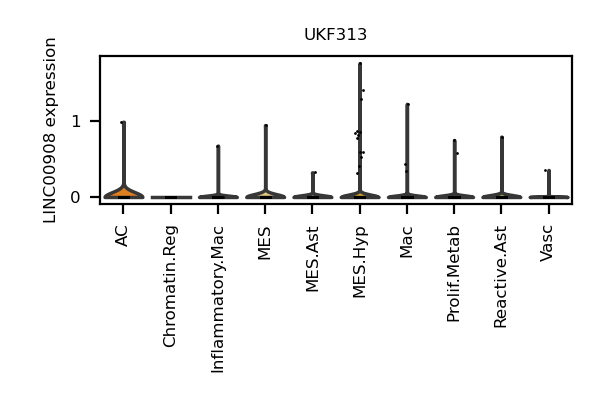 UKF313
LINC00908 expression
1
0
AC
Chromatin.Reg
Inflammatory.Mac
MES
MES.Ast
MES.Hyp
Mac
Prolif.Metab
Reactive.Ast
Vasc